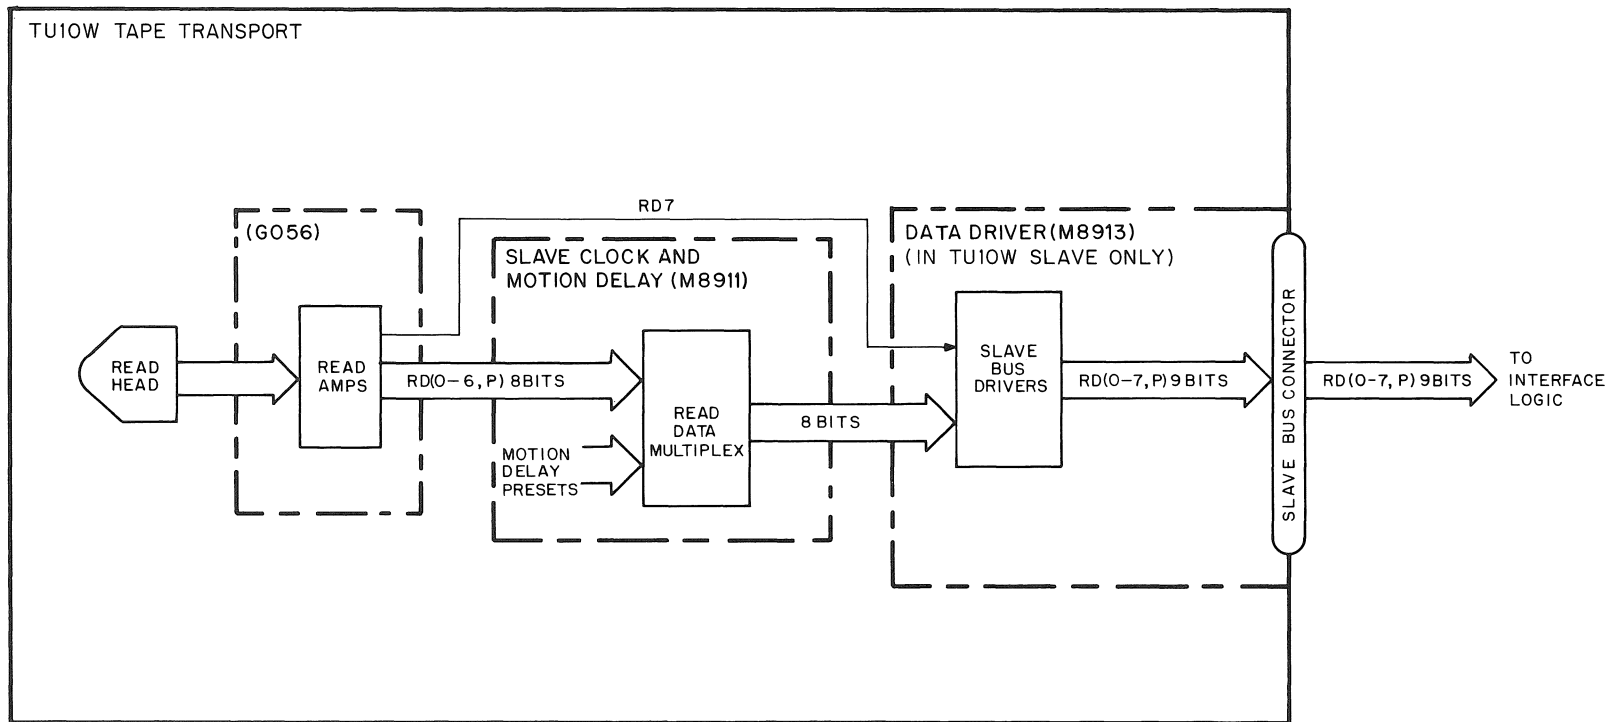 TU10W TAPE TRANSPORT
RD7
(G056)
SLAVE CLOCK AND
MOTION DELAY (M8911)
DATA DRIVER (M8913)
(IN TU10W SLAVE ONLY)
READ
HEAD
READ
AMPS
RD(0-6, P) 8BITS
MOTION
DELAY
PRESETS
READ
DATA
MULTIPLEX
8 BITS
SLAVE
BUS
DRIVERS
RD(0-7, P) 9BITS
SLAVE BUS CONNECTOR
RD(0-7, P) 9BITS
TO
INTERFACE
LOGIC